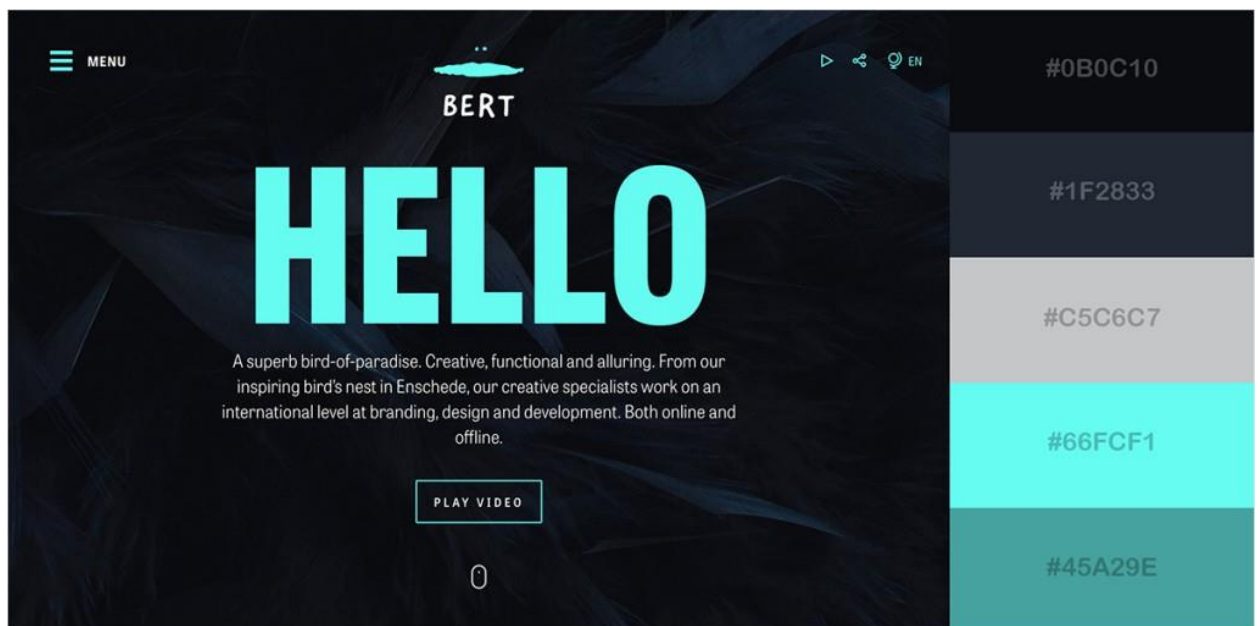 MENU
BERT
EN
HELLO
A superb bird-of-paradise. Creative, functional and alluring. From our
inspiring bird's nest in Enschede, our creative specialists work on an
international level at branding, design and development. Both online and
offline.
PLAY VIDEO
#0B0C10
#1F2833
#C5C6C7
#66FCF1
#45A29E